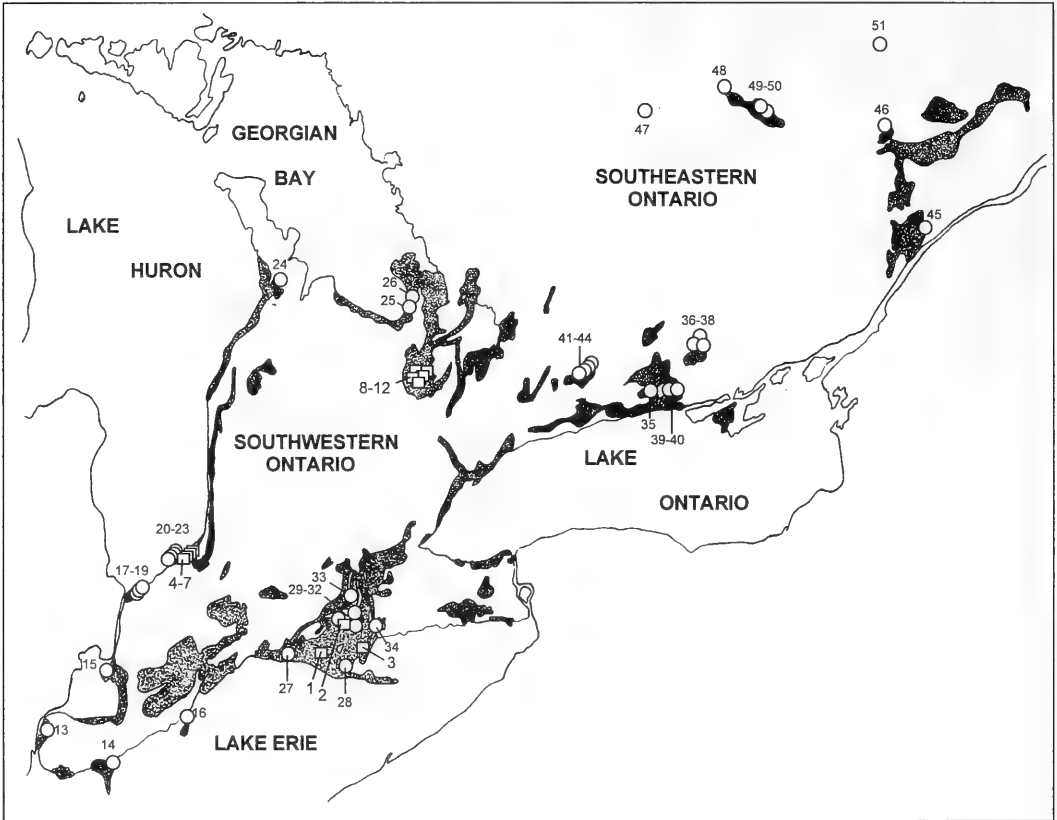 51
48
49-50
47
46
GEORGIAN
BAY
SOUTHEASTERN
ONTARIO
LAKE
HURON
45
24
26
25
36-38
41-44
8-12
35
39-40
SOUTHWESTERN
ONTARIO
LAKE
ONTARIO
20-23
4-7
17-19
33
29-32
34
3
15
27
1
2
28
16
13
14
LAKE ERIE